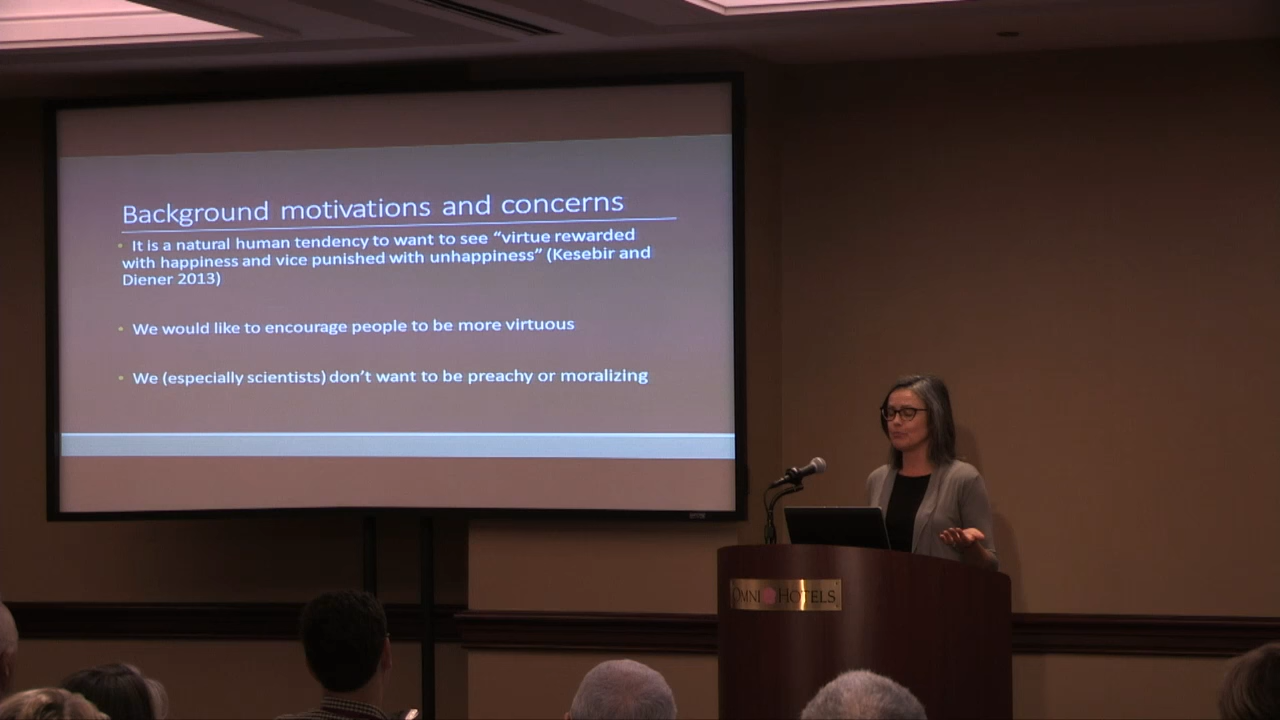 Background motivations and concerns
• It is a natural human tendency to want to see “virtue rewarded
with happiness and vice punished with unhappiness” (Kesebir and
Diener 2013)
• We would like to encourage people to be more virtuous
• We (especially scientists) don’t want to be preachy or moralizing
OMNI HOTELS